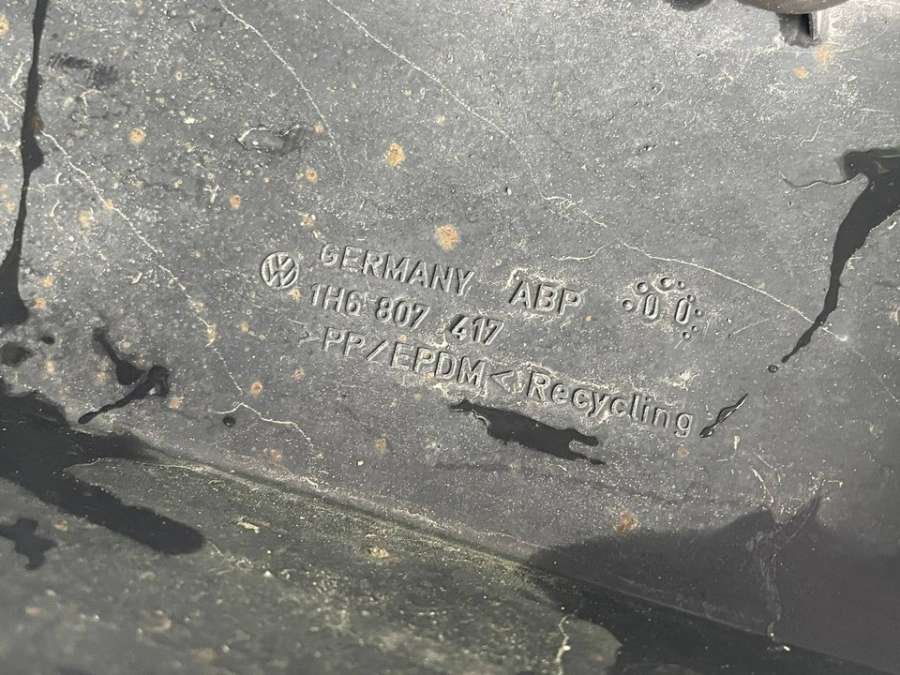 GERMANY ABP
1H6 807 417
>PP/EPDM< Recycling